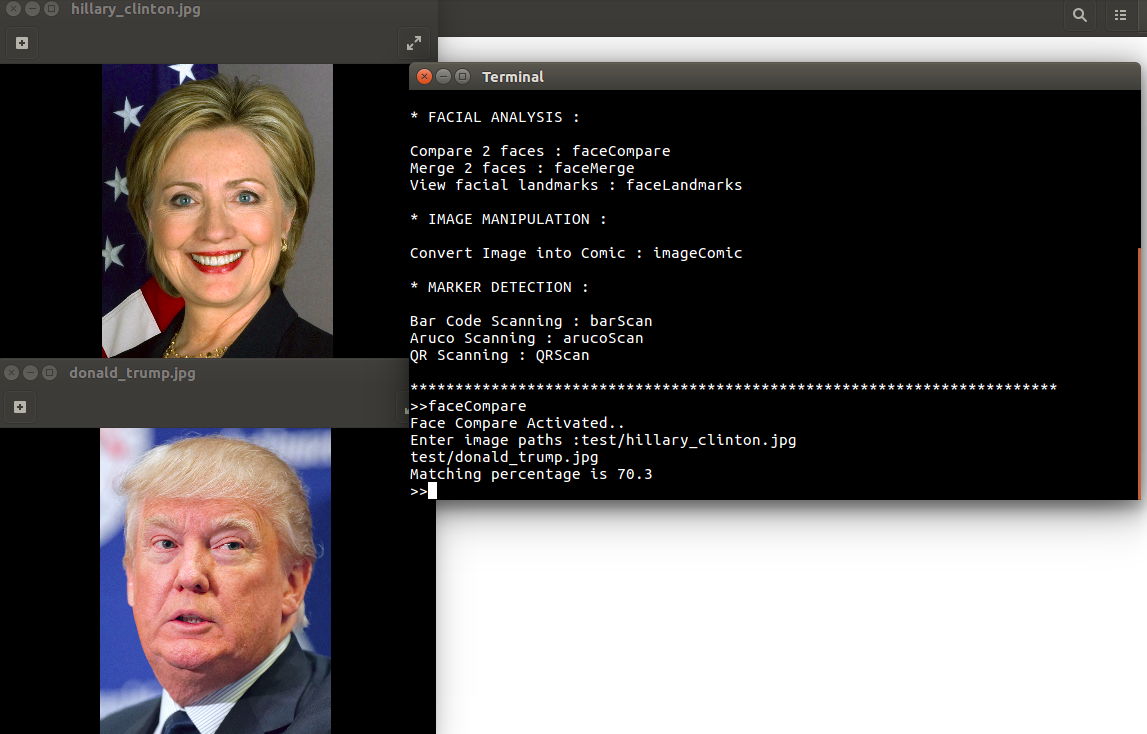 hillary_clinton.jpg
Terminal
* FACIAL ANALYSIS :
Compare 2 faces : faceCompare
Merge 2 faces : faceMerge
View facial landmarks : faceLandmarks
* IMAGE MANIPULATION :
Convert Image into Comic : imageComic
* MARKER DETECTION :
Bar Code Scanning : barScan
Aruco Scanning : arucoScan
QR Scanning : QRScan
************************************************************************
>>faceCompare
Face Compare Activated..
Enter image paths :test/hillary_clinton.jpg
test/donald_trump.jpg
Matching percentage is 70.3
>>
donald_trump.jpg